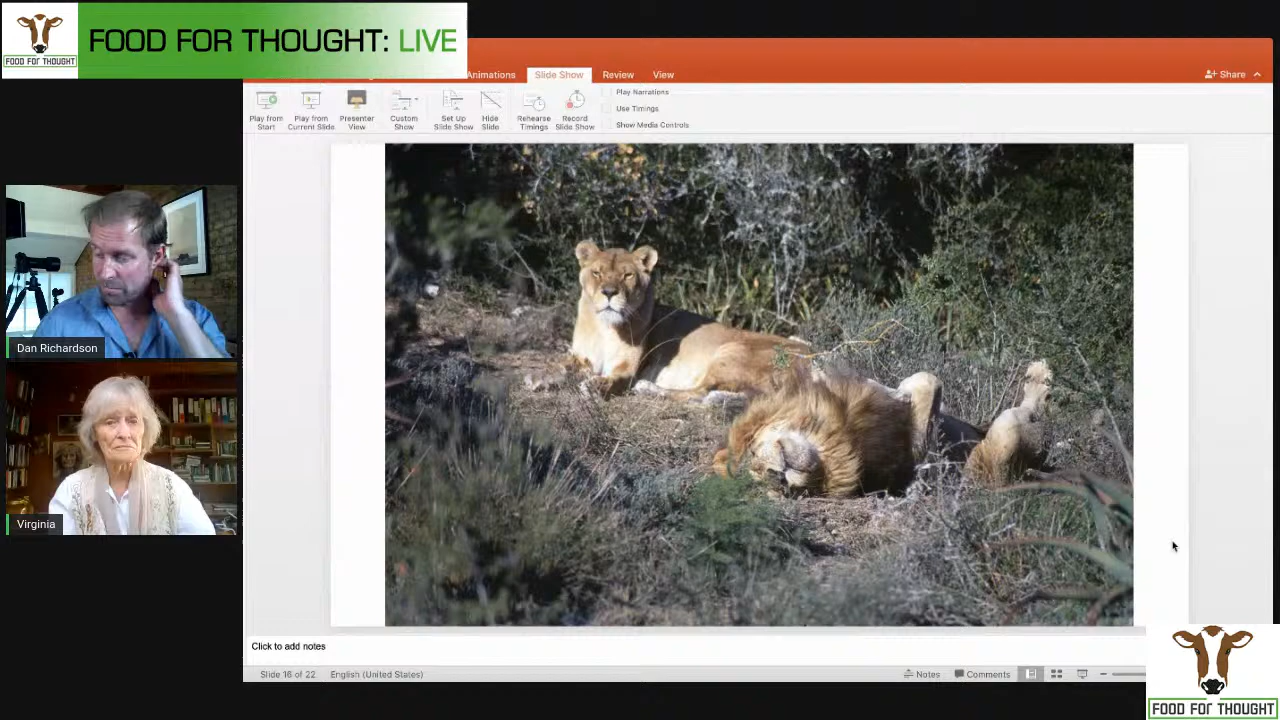 FOOD FOR THOUGHT: LIVE
FOOD FOR THOUGHT
Animations
Slide Show
Review
View
Share
Play from Start
Play from Current Slide
Presenter View
Custom Show
Set Up Slide Show
Hide Slide
Rehearse Timings
Record Slide Show
Play Narrations
Use Timings
Show Media Controls
Dan Richardson
Virginia
Click to add notes
Slide 16 of 22
English (United States)
Notes
Comments
FOOD FOR THOUGHT